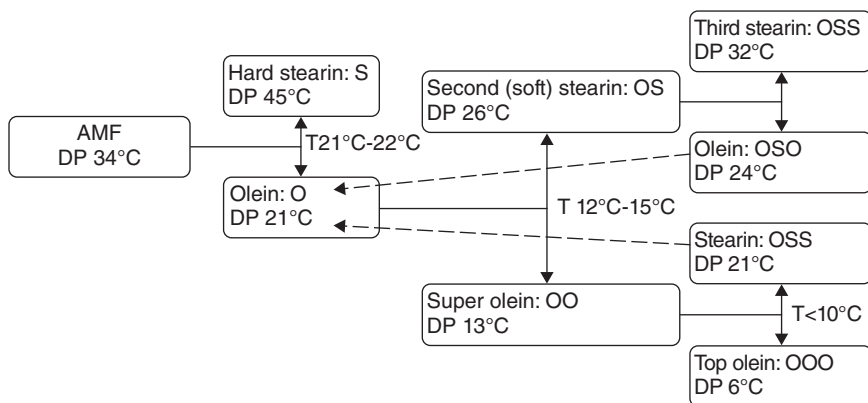 AMF
DP 34°C
Hard stearin: S
DP 45°C
T21°C-22°C
Olein: O
DP 21°C
Second (soft) stearin: OS
DP 26°C
T 12°C-15°C
Super olein: OO
DP 13°C
Third stearin: OSS
DP 32°C
Olein: OSO
DP 24°C
Stearin: OSS
DP 21°C
T<10°C
Top olein: OOO
DP 6°C